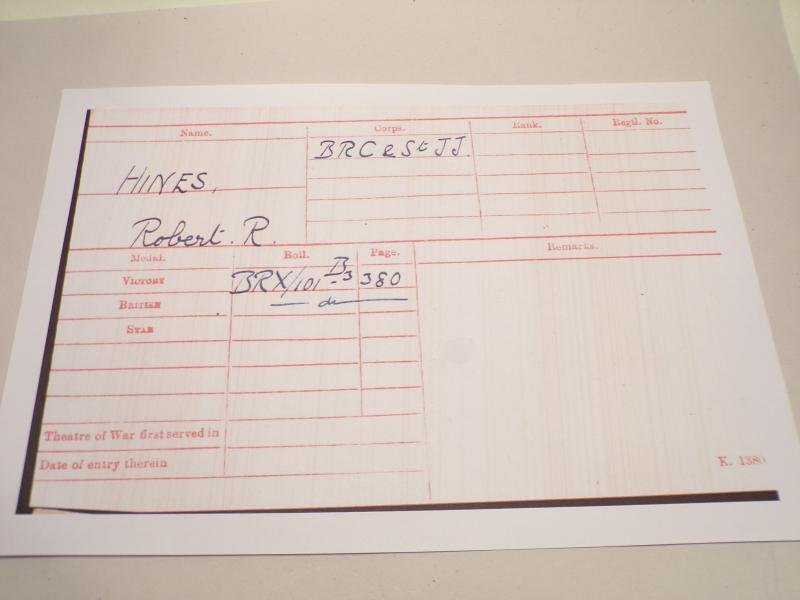 Name. Corps. Rank. Regtl. No.
BRC & St JJ.
HINES,
Robert. R.
Medal. Roll. Page. Remarks.
VICTORY BRX/101 B-3 380
BRITISH — do —
STAR
Theatre of War first served in
Date of entry therein
K. 1380